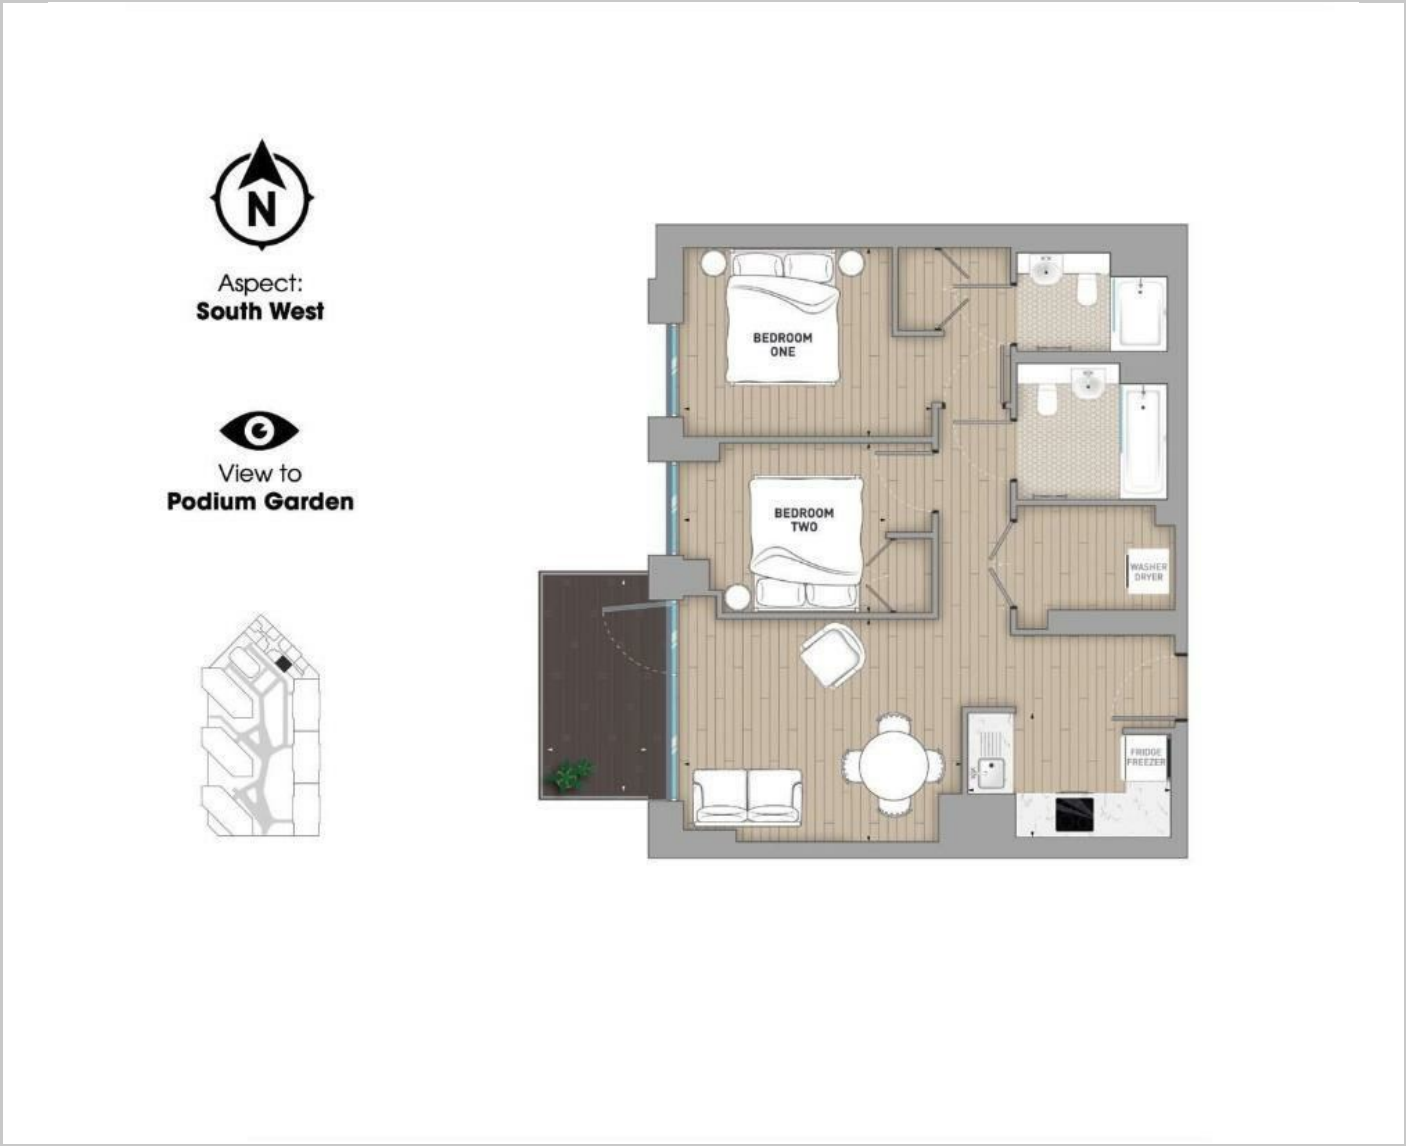 N
Aspect:
South West
View to
Podium Garden
BEDROOM
ONE
BEDROOM
TWO
WASHER
DRYER
FRIDGE
FREEZER